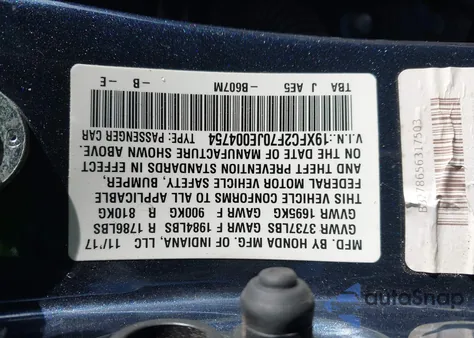 MFD. BY HONDA MFG. OF INDIANA, LLC 11/'17
GVWR 3737LBS GAWR F 1984LBS R 1786LBS
GVWR 1695KG GAWR F 900KG R 810KG
THIS VEHICLE CONFORMS TO ALL APPLICABLE
FEDERAL MOTOR VEHICLE SAFETY, BUMPER,
AND THEFT PREVENTION STANDARDS IN EFFECT
ON THE DATE OF MANUFACTURE SHOWN ABOVE.
V.I.N.:19XFC2F70JE004754 TYPE: PASSENGER CAR
TBA J AE5 -B607M -B -E
autoSnap